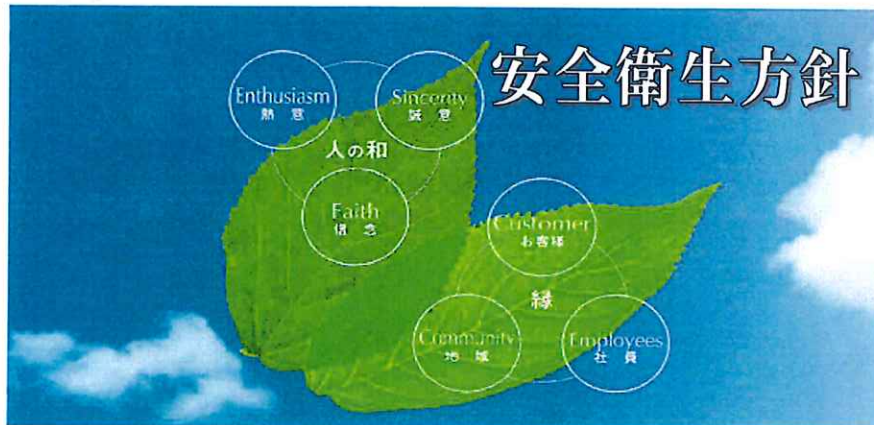 安全衛生方針
Enthusiasm
熱意
Sincerity
誠意
人の和
Faith
信念
Customer
お客様
縁
Community
地域
Employees
社員